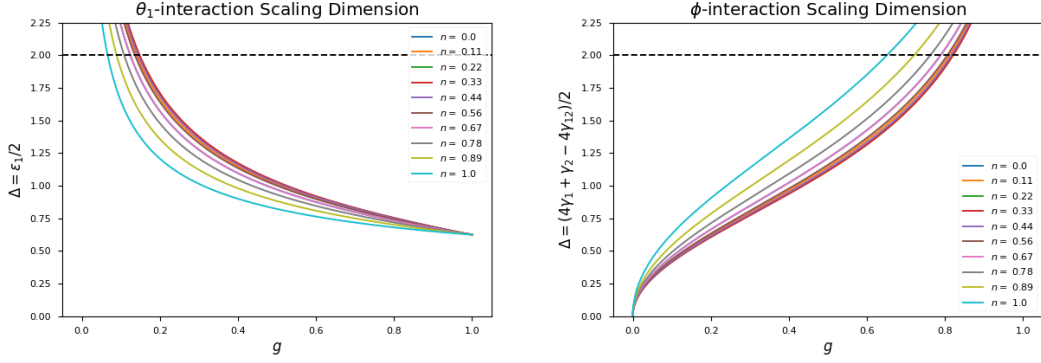 θ₁-interaction Scaling Dimension
Δ = ε₁/2
2.25
2.00
1.75
1.50
1.25
1.00
0.75
0.50
0.25
0.00
n = 0.0
n = 0.11
n = 0.22
n = 0.33
n = 0.44
n = 0.56
n = 0.67
n = 0.78
n = 0.89
n = 1.0
0.0 0.2 0.4 0.6 0.8 1.0
g
ϕ-interaction Scaling Dimension
Δ = (4γ₁ + γ₂ − 4γ₁₂)/2
2.25
2.00
1.75
1.50
1.25
1.00
0.75
0.50
0.25
0.00
n = 0.0
n = 0.11
n = 0.22
n = 0.33
n = 0.44
n = 0.56
n = 0.67
n = 0.78
n = 0.89
n = 1.0
0.0 0.2 0.4 0.6 0.8 1.0
g